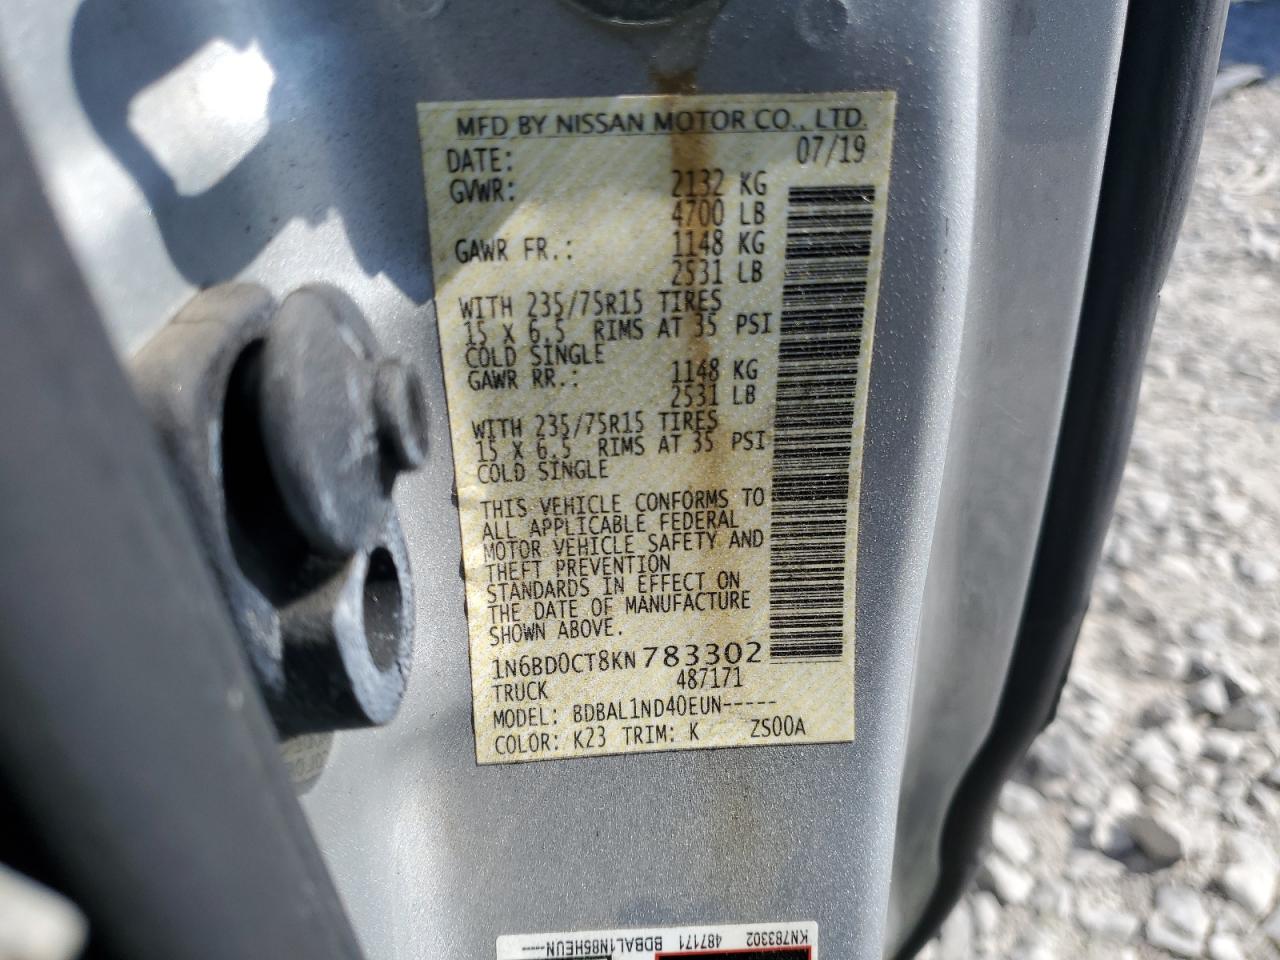 MFD BY NISSAN MOTOR CO., LTD.
DATE: 07/19
GVWR: 2132 KG
4700 LB
GAWR FR.: 1148 KG
2531 LB
WITH 235/75R15 TIRES
15 X 6.5 RIMS AT 35 PSI
COLD SINGLE
GAWR RR.: 1148 KG
2531 LB
WITH 235/75R15 TIRES
15 X 6.5 RIMS AT 35 PSI
COLD SINGLE
THIS VEHICLE CONFORMS TO
ALL APPLICABLE FEDERAL
MOTOR VEHICLE SAFETY AND
THEFT PREVENTION
STANDARDS IN EFFECT ON
THE DATE OF MANUFACTURE
SHOWN ABOVE.
1N6BD0CT8KN 783302
TRUCK 487171
MODEL: BDBAL1ND40EUN-----
COLOR: K23 TRIM: K ZS00A
KN783302 487171 BDBAL1N85HEUN-----